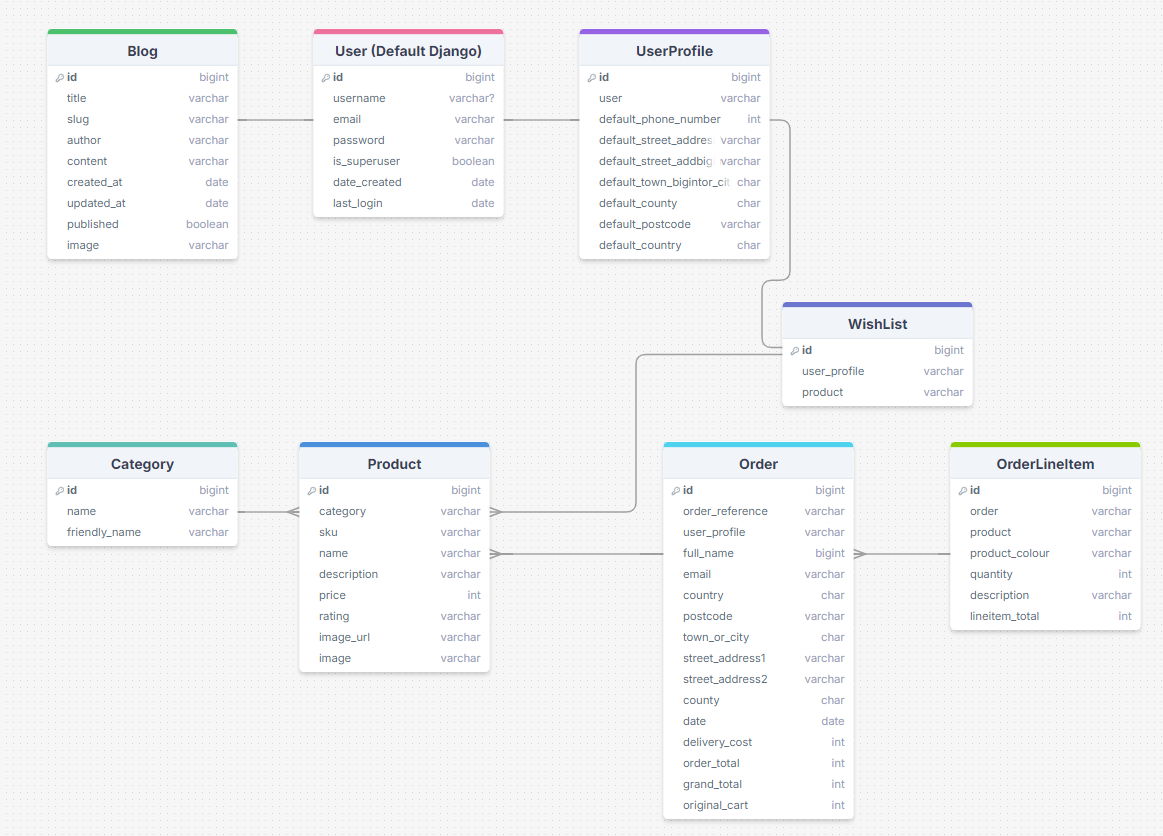 Blog
id bigint
title varchar
slug varchar
author varchar
content varchar
created_at date
updated_at date
published boolean
image varchar
User (Default Django)
id bigint
username varchar?
email varchar
password varchar
is_superuser boolean
date_created date
last_login date
UserProfile
id bigint
user varchar
default_phone_number int
default_street_addres varchar
default_street_addbig varchar
default_town_bigintor_cit char
default_county char
default_postcode varchar
default_country char
WishList
id bigint
user_profile varchar
product varchar
Category
id bigint
name varchar
friendly_name varchar
Product
id bigint
category varchar
sku varchar
name varchar
description varchar
price int
rating varchar
image_url varchar
image varchar
Order
id bigint
order_reference varchar
user_profile varchar
full_name bigint
email varchar
country char
postcode varchar
town_or_city char
street_address1 varchar
street_address2 varchar
county char
date date
delivery_cost int
order_total int
grand_total int
original_cart int
OrderLineItem
id bigint
order varchar
product varchar
product_colour varchar
quantity int
description varchar
lineitem_total int